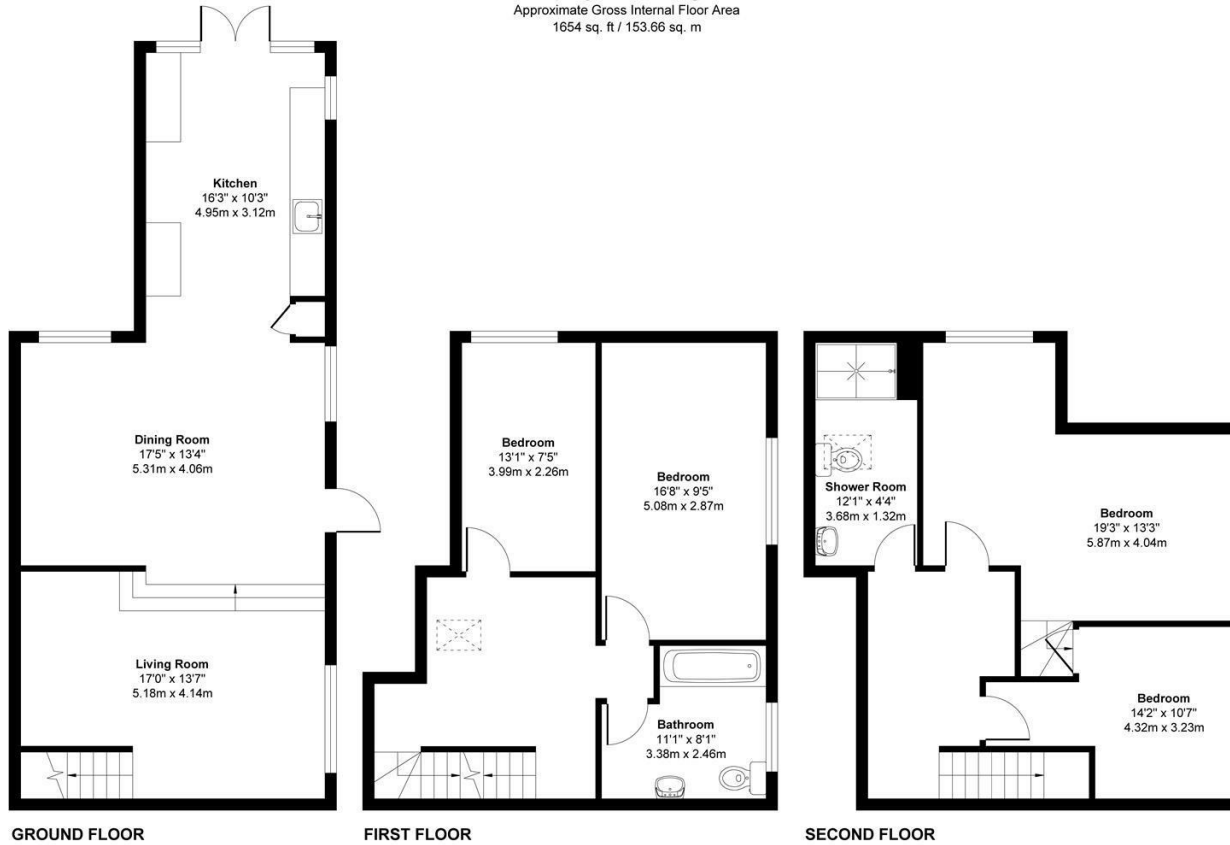 Approximate Gross Internal Floor Area
1654 sq. ft / 153.66 sq. m
Kitchen
16'3" x 10'3"
4.95m x 3.12m
Dining Room
17'5" x 13'4"
5.31m x 4.06m
Living Room
17'0" x 13'7"
5.18m x 4.14m
GROUND FLOOR
Bedroom
13'1" x 7'5"
3.99m x 2.26m
Bedroom
16'8" x 9'5"
5.08m x 2.87m
Bathroom
11'1" x 8'1"
3.38m x 2.46m
FIRST FLOOR
Shower Room
12'1" x 4'4"
3.68m x 1.32m
Bedroom
19'3" x 13'3"
5.87m x 4.04m
Bedroom
14'2" x 10'7"
4.32m x 3.23m
SECOND FLOOR